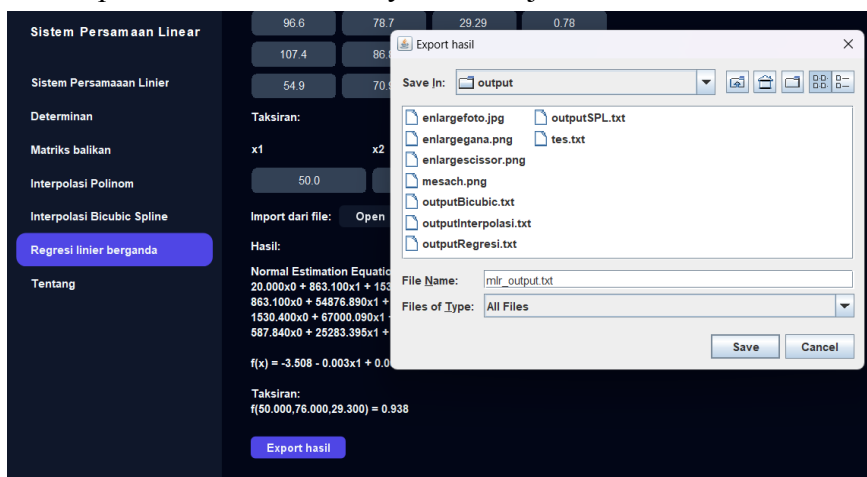 Sistem Persamaan Linear
Sistem Persamaaan Linier
Determinan
Matriks balikan
Interpolasi Polinom
Interpolasi Bicubic Spline
Regresi linier berganda
Tentang
96.6 78.7 29.29 0.78
107.4 86.
54.9 70.
Taksiran:
x1 x2
50.0
Import dari file: Open
Hasil:
Normal Estimation Equatio
20.000x0 + 863.100x1 + 153
863.100x0 + 54876.890x1 +
1530.400x0 + 67000.090x1
587.840x0 + 25283.395x1 +
f(x) = -3.508 - 0.003x1 + 0.0
Taksiran:
f(50.000,76.000,29.300) = 0.938
Export hasil
Export hasil
Save In: output
enlargefoto.jpg outputSPL.txt
enlargegana.png tes.txt
enlargescissor.png
mesach.png
outputBicubic.txt
outputInterpolasi.txt
outputRegresi.txt
File Name: mlr_output.txt
Files of Type: All Files
Save Cancel